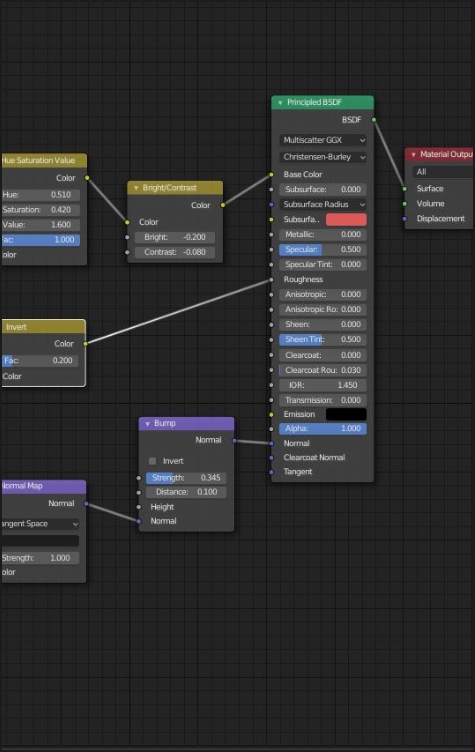 Hue Saturation Value
Color
Hue: 0.510
Saturation: 0.420
Value: 1.600
ac: 1.000
olor
Bright/Contrast
Color
Color
Bright: -0.200
Contrast: -0.080
Invert
Color
Fac: 0.200
Color
Normal Map
Normal
angent Space
Strength: 1.000
olor
Bump
Normal
Invert
Strength: 0.345
Distance: 0.100
Height
Normal
Principled BSDF
BSDF
Multiscatter GGX
Christensen-Burley
Base Color
Subsurface: 0.000
Subsurface Radius
Subsurfa..
Metallic: 0.000
Specular: 0.500
Specular Tint: 0.000
Roughness
Anisotropic: 0.000
Anisotropic Ro: 0.000
Sheen: 0.000
Sheen Tint: 0.500
Clearcoat: 0.000
Clearcoat Rou: 0.030
IOR: 1.450
Transmission: 0.000
Emission
Alpha: 1.000
Normal
Clearcoat Normal
Tangent
Material Outpu
All
Surface
Volume
Displacement